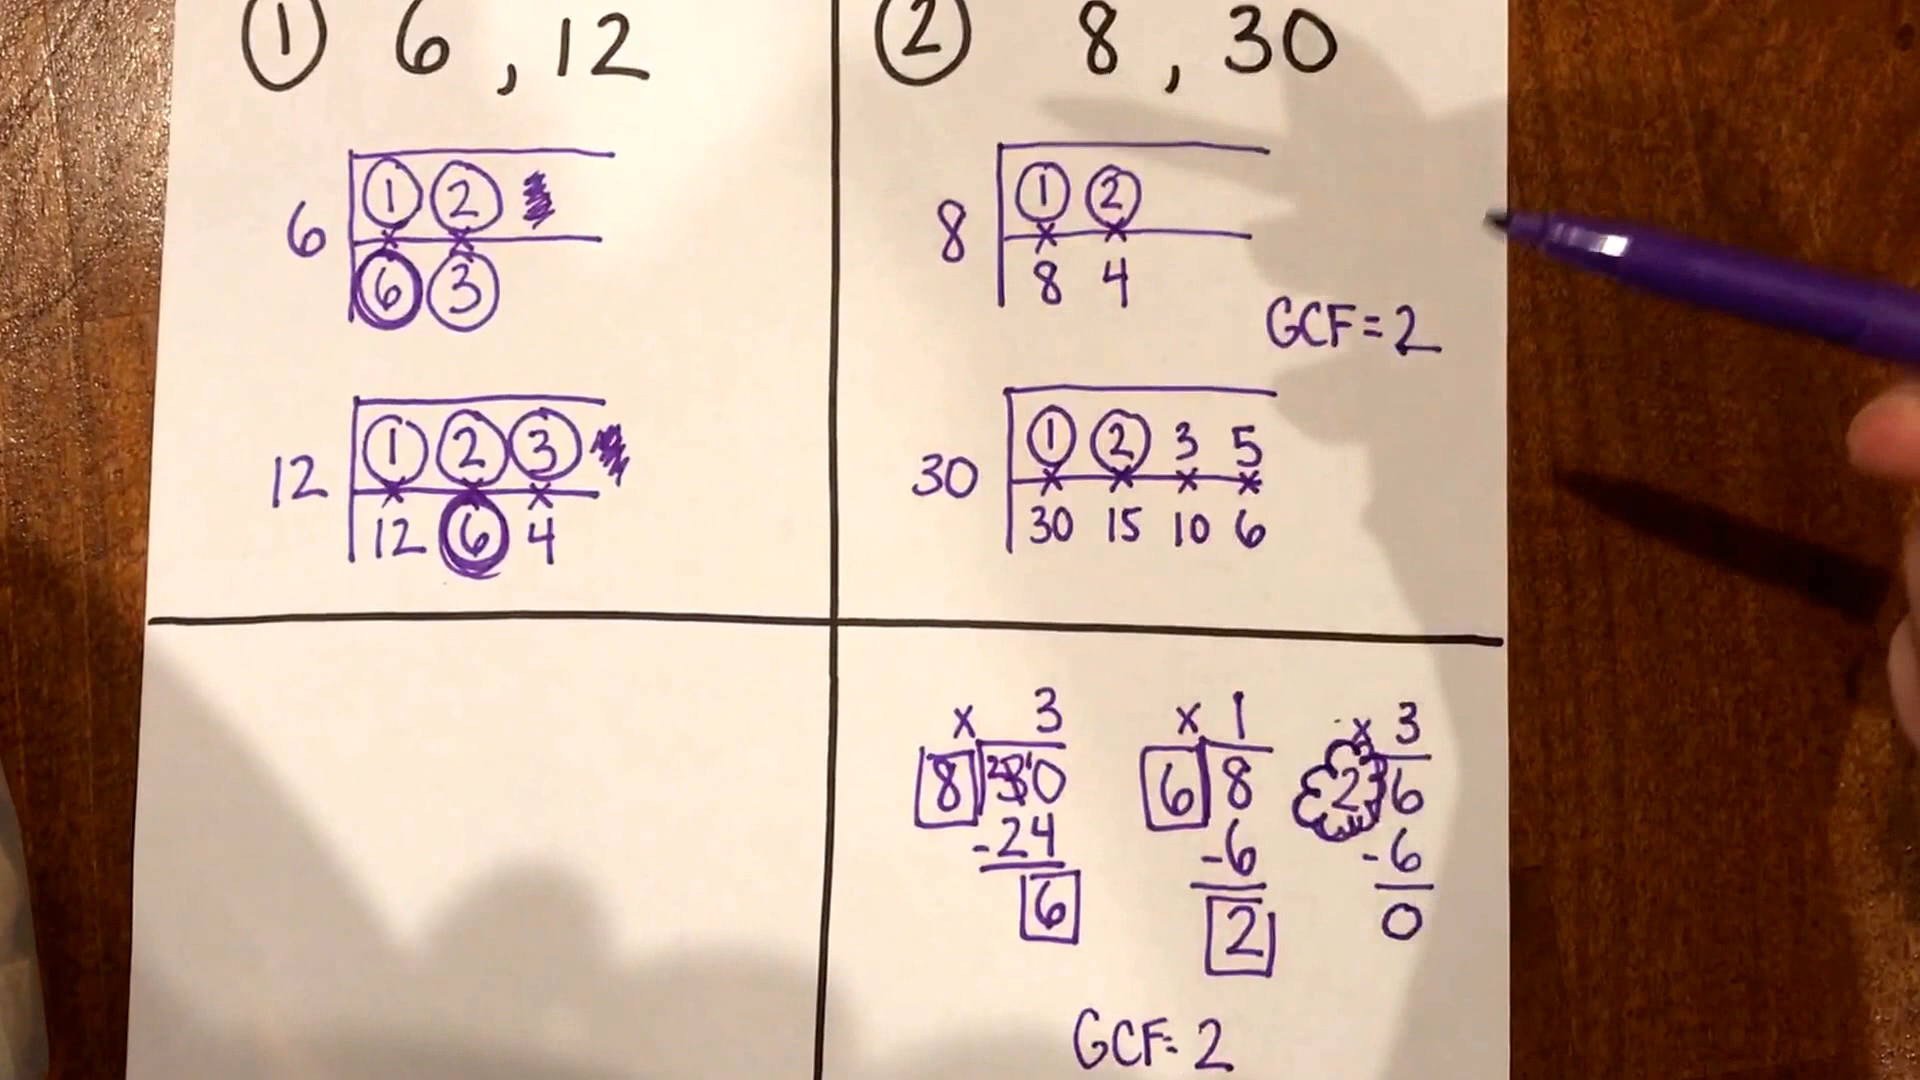 ① 6, 12
6
1 2
× ×
6 3
12
1 2 3
× × ×
12 6 4
② 8, 30
8
1 2
× ×
8 4
GCF=2
30
1 2 3 5
× × × ×
30 15 10 6
× 3
8 30
-24
6
× 1
6 8
-6
2
× 3
2 6
-6
0
GCF= 2